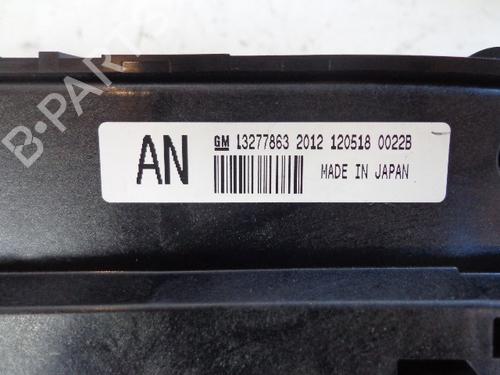 B-PARTS
AN
GM 13277863 2012 120518 0022B
MADE IN JAPAN